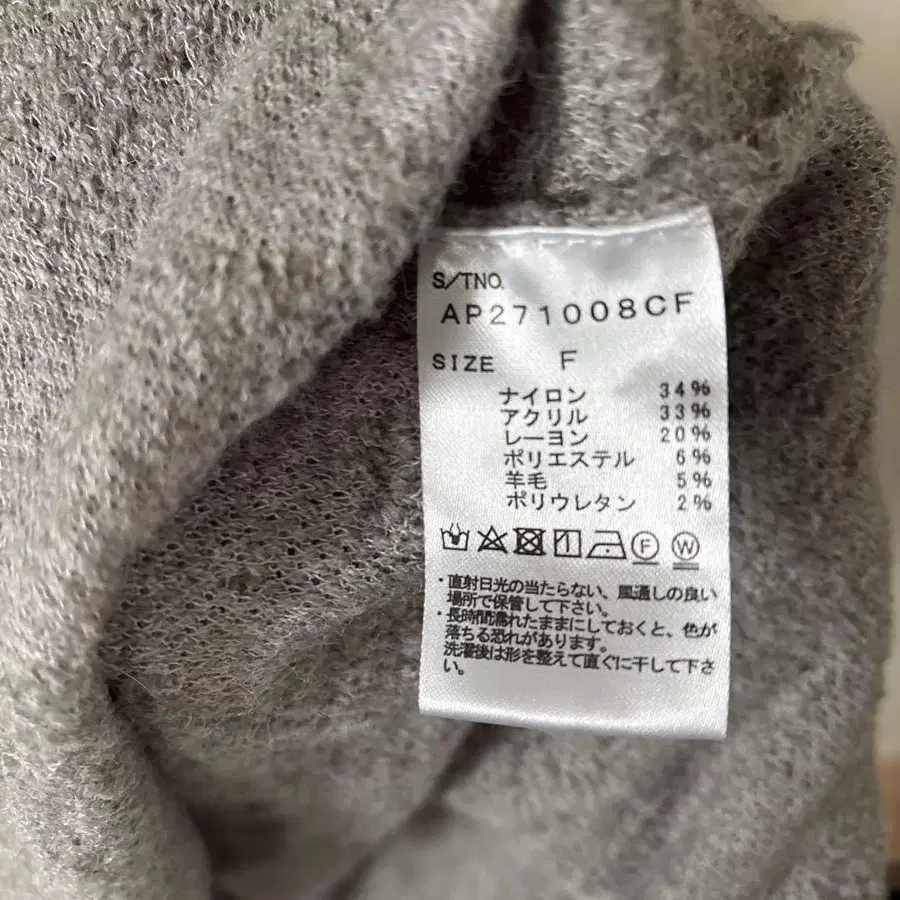 S/TNO.
AP271008CF
SIZE F
ナイロン 34%
アクリル 33%
レーヨン 20%
ポリエステル 6%
羊毛 5%
ポリウレタン 2%
F W
・直射日光の当たらない、風通しの良い
場所で保管して下さい。
・長時間濡れたままにしておくと、色が
落ちる恐れがあります。
洗濯後は形を整えて直ぐに干して下さ
い。